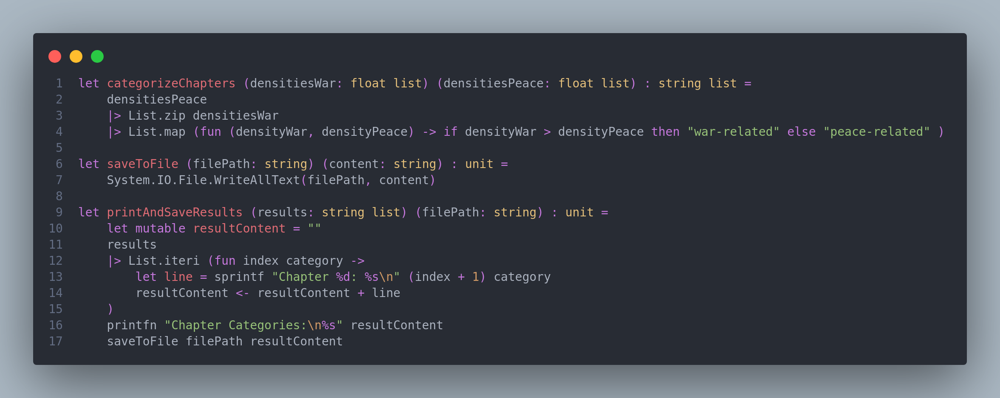 1 let categorizeChapters (densitiesWar: float list) (densitiesPeace: float list) : string list =
2     densitiesPeace
3     |> List.zip densitiesWar
4     |> List.map (fun (densityWar, densityPeace) -> if densityWar > densityPeace then "war-related" else "peace-related" )
5
6 let saveToFile (filePath: string) (content: string) : unit =
7     System.IO.File.WriteAllText(filePath, content)
8
9 let printAndSaveResults (results: string list) (filePath: string) : unit =
10     let mutable resultContent = ""
11     results
12     |> List.iteri (fun index category ->
13         let line = sprintf "Chapter %d: %s\n" (index + 1) category
14         resultContent <- resultContent + line
15     )
16     printfn "Chapter Categories:\n%s" resultContent
17     saveToFile filePath resultContent